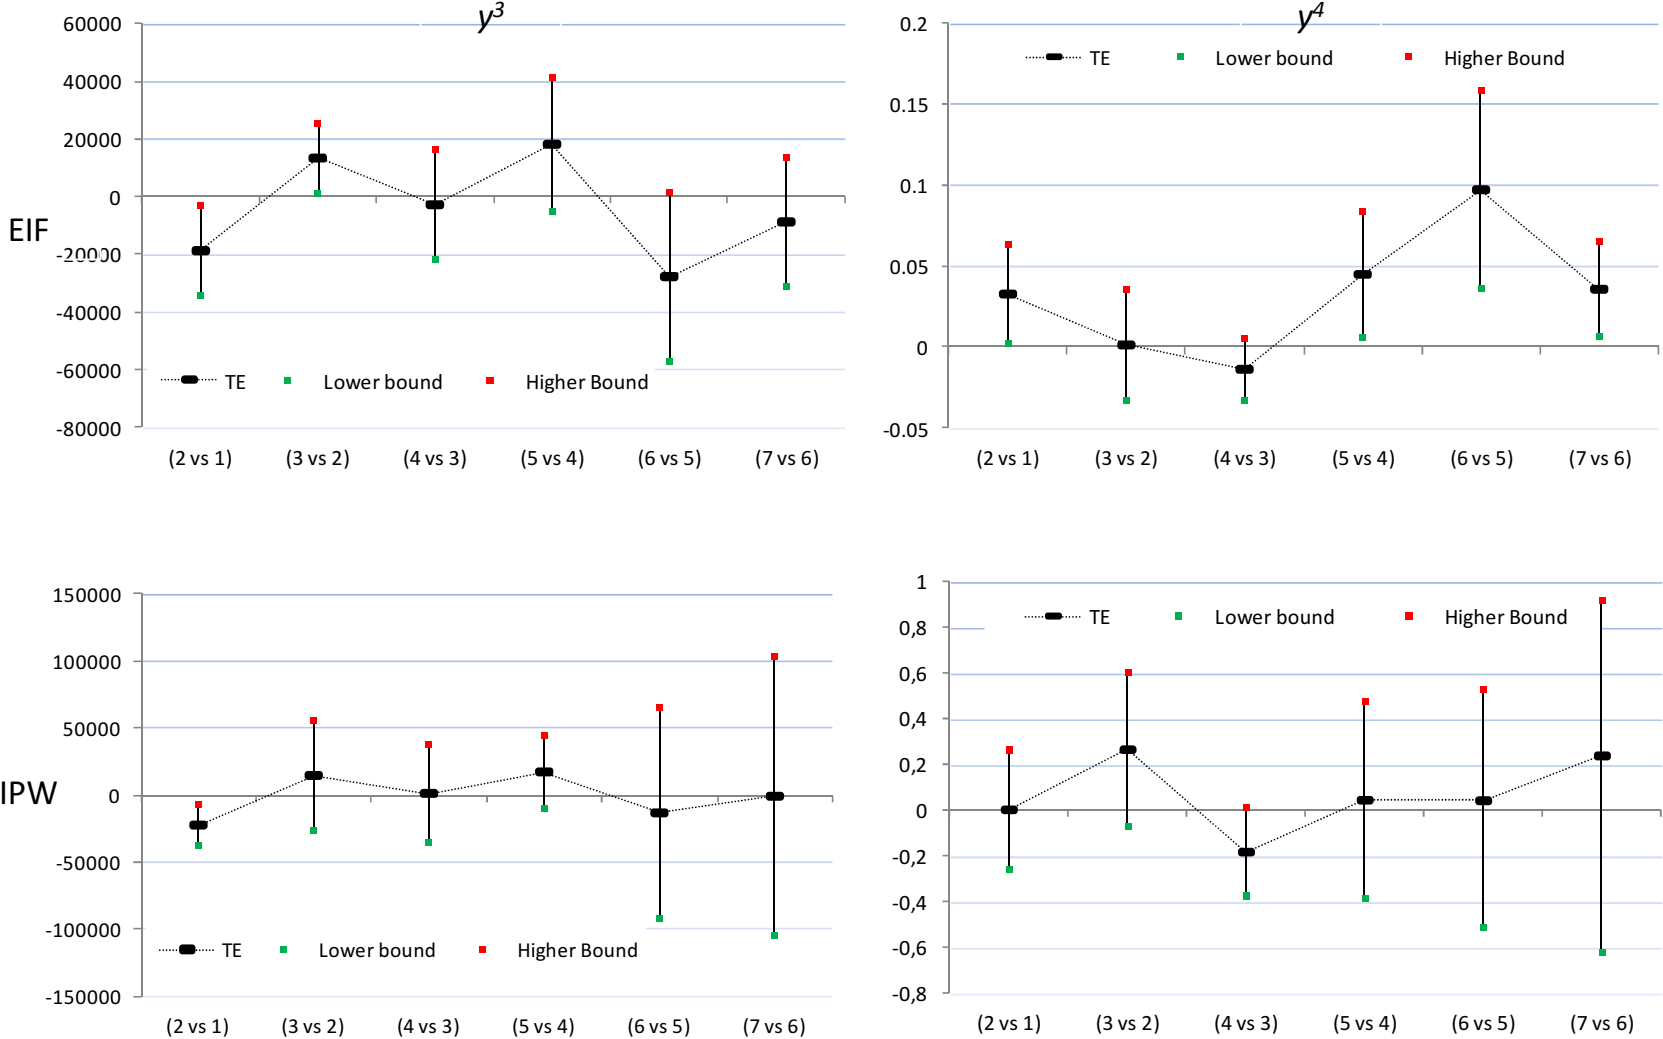 y³
60000
40000
20000
0
-20000
-40000
-60000
-80000
EIF
TE Lower bound Higher Bound
(2 vs 1) (3 vs 2) (4 vs 3) (5 vs 4) (6 vs 5) (7 vs 6)
y⁴
0.2
0.15
0.1
0.05
0
-0.05
TE Lower bound Higher Bound
(2 vs 1) (3 vs 2) (4 vs 3) (5 vs 4) (6 vs 5) (7 vs 6)
150000
100000
50000
0
-50000
-100000
-150000
IPW
TE Lower bound Higher Bound
(2 vs 1) (3 vs 2) (4 vs 3) (5 vs 4) (6 vs 5) (7 vs 6)
1
0,8
0,6
0,4
0,2
0
-0,2
-0,4
-0,6
-0,8
TE Lower bound Higher Bound
(2 vs 1) (3 vs 2) (4 vs 3) (5 vs 4) (6 vs 5) (7 vs 6)